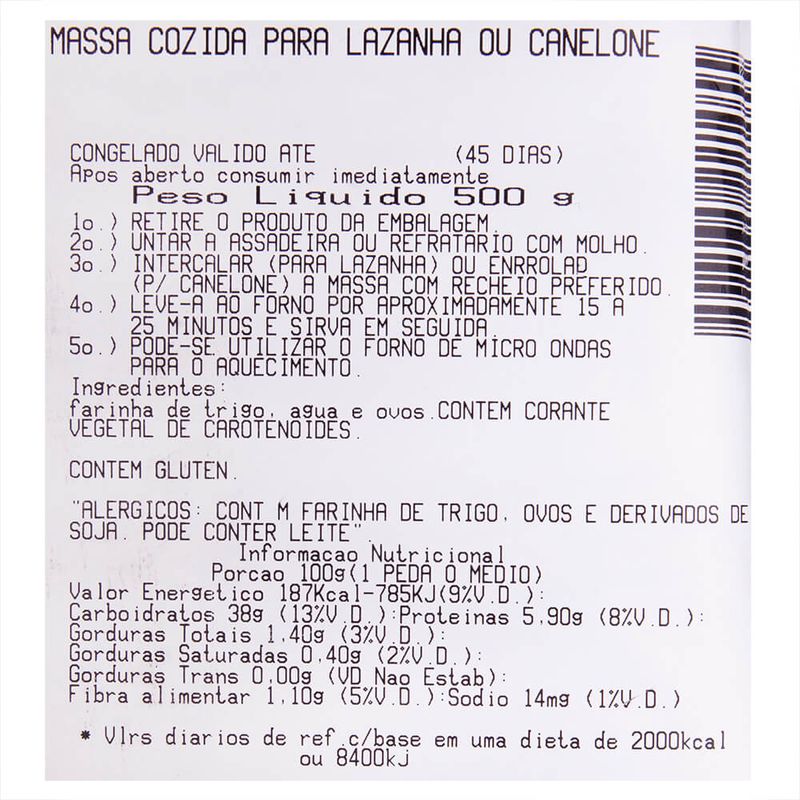 MASSA COZIDA PARA LAZANHA OU CANELONE
CONGELADO VALIDO ATE (45 DIAS)
Apos aberto consumir imediatamente
Peso Liquido 500 g
1o.) RETIRE O PRODUTO DA EMBALAGEM.
2o.) UNTAR A ASSADEIRA OU REFRATARIO COM MOLHO.
3o.) INTERCALAR (PARA LAZANHA) OU ENRROLAD
(P/ CANELONE) A MASSA COM RECHEIO PREFERIDO.
4o.) LEVE-A AO FORNO POR APROXIMADAMENTE 15 A
25 MINUTOS E SIRVA EM SEGUIDA.
5o.) PODE-SE UTILIZAR O FORNO DE MICRO ONDAS
PARA O AQUECIMENTO.
Ingredientes:
farinha de trigo, agua e ovos.CONTEM CORANTE
VEGETAL DE CAROTENOIDES.
CONTEM GLUTEN.
"ALERGICOS: CONT M FARINHA DE TRIGO, OVOS E DERIVADOS DE
SOJA. PODE CONTER LEITE".
Informacao Nutricional
Porcao 100g(1 PEDA O MEDIO)
Valor Energetico 187Kcal-785KJ(9%V.D.):
Carboidratos 38g (13%V.D.):Proteinas 5,90g (8%V.D.):
Gorduras Totais 1,40g (3%V.D.):
Gorduras Saturadas 0,40g (2%V.D.):
Gorduras Trans 0,00g (VD Nao Estab):
Fibra alimentar 1,10g (5%V.D.):Sodio 14mg (1%V.D.)
* Vlrs diarios de ref.c/base em uma dieta de 2000kcal
ou 8400kJ